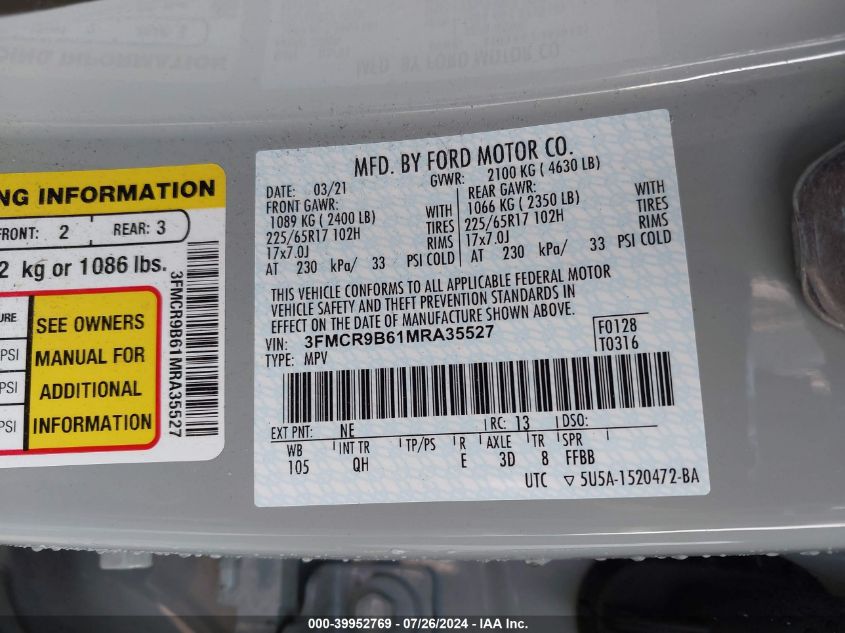 NG INFORMATION
FRONT: 2 REAR: 3
2 kg or 1086 lbs.
URE
PSI
PSI
PSI
SEE OWNERS
MANUAL FOR
ADDITIONAL
INFORMATION
3FMCR9B61MRA35527
MFD. BY FORD MOTOR CO.
DATE: 03/21 GVWR: 2100 KG ( 4630 LB)
FRONT GAWR: REAR GAWR:
1089 KG ( 2400 LB) WITH 1066 KG ( 2350 LB) WITH
225/65R17 102H TIRES 225/65R17 102H TIRES
17x7.0J RIMS 17x7.0J RIMS
AT 230 kPa/ 33 PSI COLD AT 230 kPa/ 33 PSI COLD
THIS VEHICLE CONFORMS TO ALL APPLICABLE FEDERAL MOTOR
VEHICLE SAFETY AND THEFT PREVENTION STANDARDS IN
EFFECT ON THE DATE OF MANUFACTURE SHOWN ABOVE.
VIN: 3FMCR9B61MRA35527 F0128
TYPE: MPV T0316
EXT PNT: NE RC: 13 DSO:
WB INT TR TP/PS R AXLE TR SPR
105 QH E 3D 8 FFBB
UTC ▽ 5U5A-1520472-BA
000-39952769 - 07/26/2024 - IAA Inc.